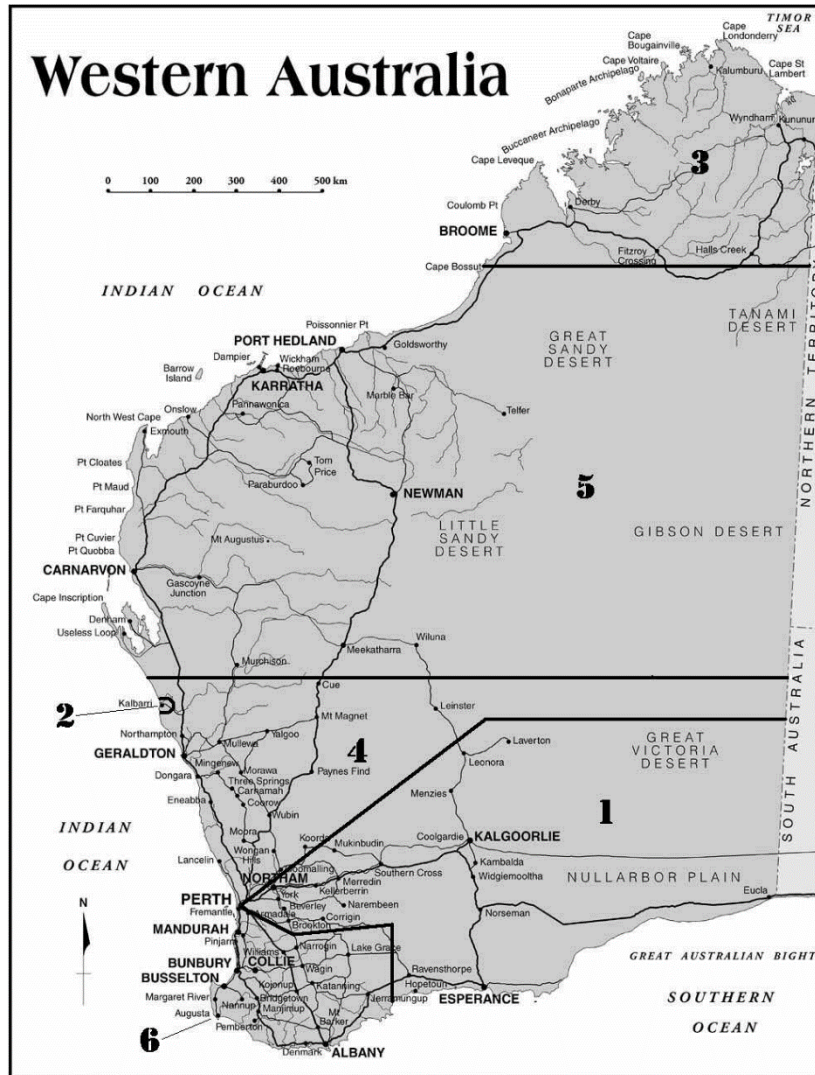 TIMOR
SEA
Cape
Londonderry
Cape
Bougainville
Cape Voltaire
Bonaparte Archipelago
Kalumburu
Cape St
Lambert
Western Australia
Wyndham
Kununur
Buccaneer Archipelago
3
Cape Leveque
0 100 200 300 400 500 km
Derby
Coulomb Pt
BROOME
Fitzroy
Crossing
Halls Creek
Cape Bossut
INDIAN OCEAN
TANAMI
DESERT
GREAT
SANDY
DESERT
NORTHERN TERRITORY
Poissonnier Pt
PORT HEDLAND
Goldsworthy
Dampier
Wickham
Roebourne
Barrow
Island
KARRATHA
Marble Bar
Onslow
Pannawonica
Telfer
North West Cape
Exmouth
Pt Cloates
Tom
Price
Paraburdoo
5
Pt Maud
NEWMAN
Pt Farquhar
LITTLE
SANDY
DESERT
GIBSON DESERT
Pt Cuvier
Mt Augustus
Pt Quobba
CARNARVON
Gascoyne
Junction
Cape Inscription
Denham
Useless Loop
Wiluna
Meekatharra
SOUTH AUSTRALIA
Murchison
Cue
Kalbarri
2
Leinster
Mt Magnet
Northampton
Yalgoo
Mullewa
GREAT
VICTORIA
DESERT
Laverton
4
GERALDTON
Leonora
Mingenew
Morawa
Paynes Find
Dongara
Three Springs
Carnamah
Coorow
Menzies
1
Eneabba
Wubin
INDIAN
OCEAN
Moora
Koorda
Mukinbudin
Coolgardie
KALGOORLIE
Wongan
Hills
Lancelin
Goomalling
Southern Cross
Kambalda
Merredin
Widgiemooltha
NORTHAM
Kellerberrin
NULLARBOR PLAIN
York
PERTH
Beverley
Narembeen
Eucla
N
Fremantle
Armadale
Corrigin
Norseman
Brookton
MANDURAH
Pinjarra
Narrogin
Lake Grace
Williams
GREAT AUSTRALIAN BIGHT
BUNBURY
COLLIE
Wagin
Ravensthorpe
BUSSELTON
Kojonup
Katanning
Hopetoun
ESPERANCE
Jerramungup
SOUTHERN
OCEAN
Margaret River
Nannup
Bridgetown
Manjimup
Augusta
Mt
Barker
6
Pemberton
Denmark
ALBANY